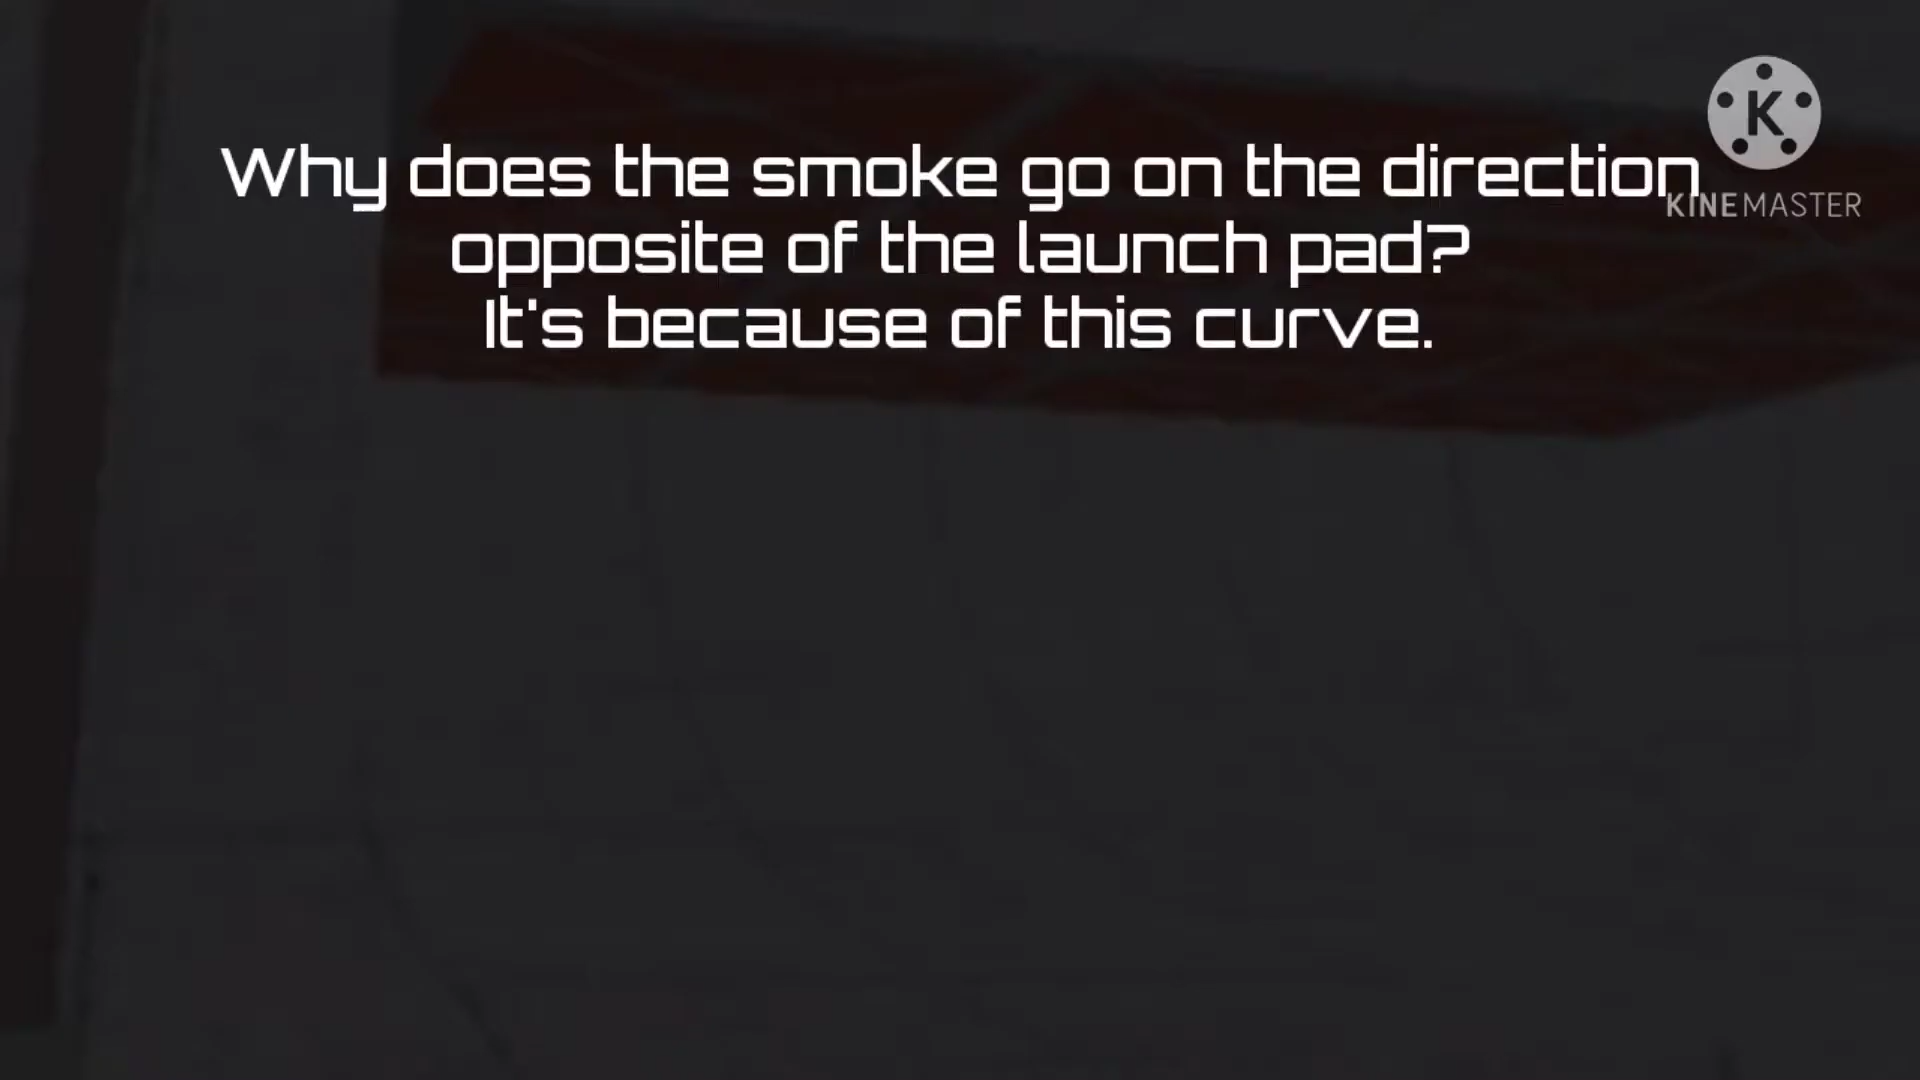 Why does the smoke go on the direction
opposite of the launch pad?
It's because of this curve.
K
KINEMASTER